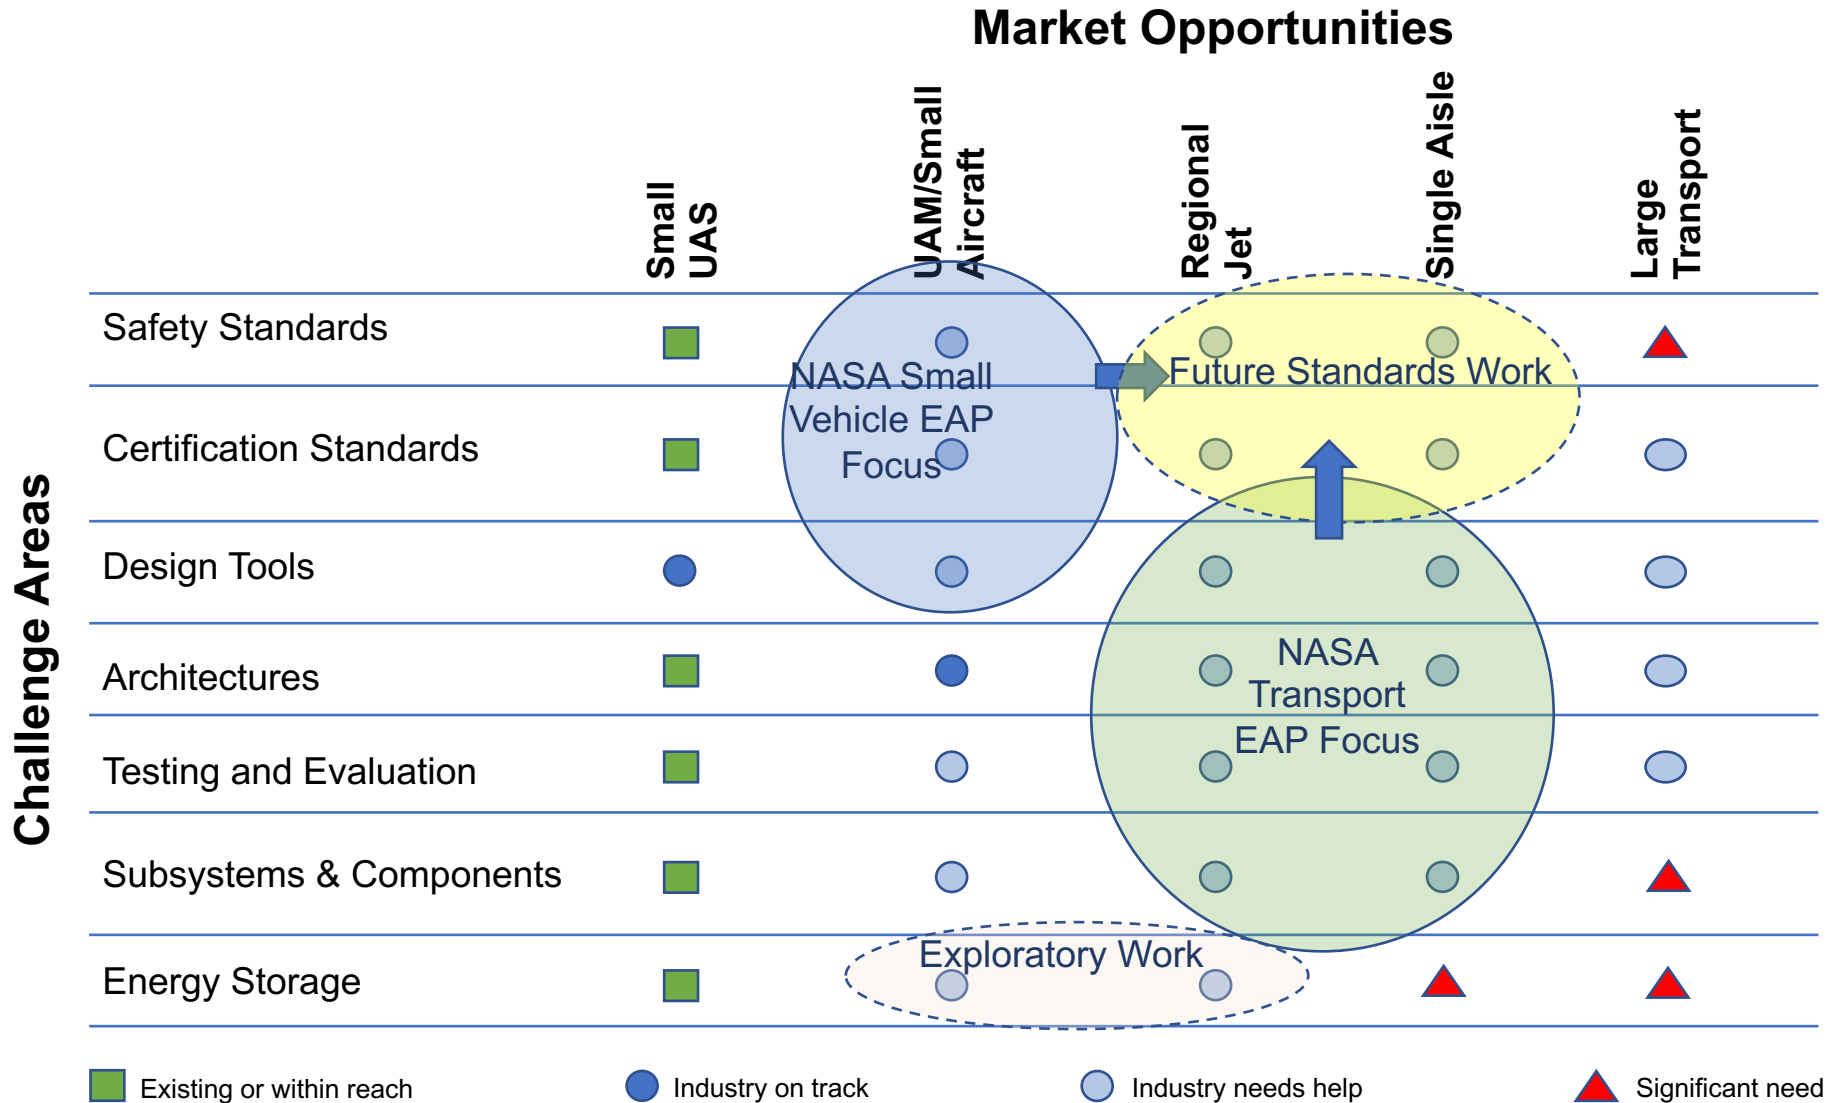 Market Opportunities
Small
UAS
UAM/Small
Aircraft
Regional
Jet
Single Aisle
Large
Transport
Challenge Areas
Safety Standards
NASA Small
Vehicle EAP
Focus
Future Standards Work
Certification Standards
Design Tools
Architectures
NASA
Transport
EAP Focus
Testing and Evaluation
Subsystems & Components
Exploratory Work
Energy Storage
Existing or within reach
Industry on track
Industry needs help
Significant need